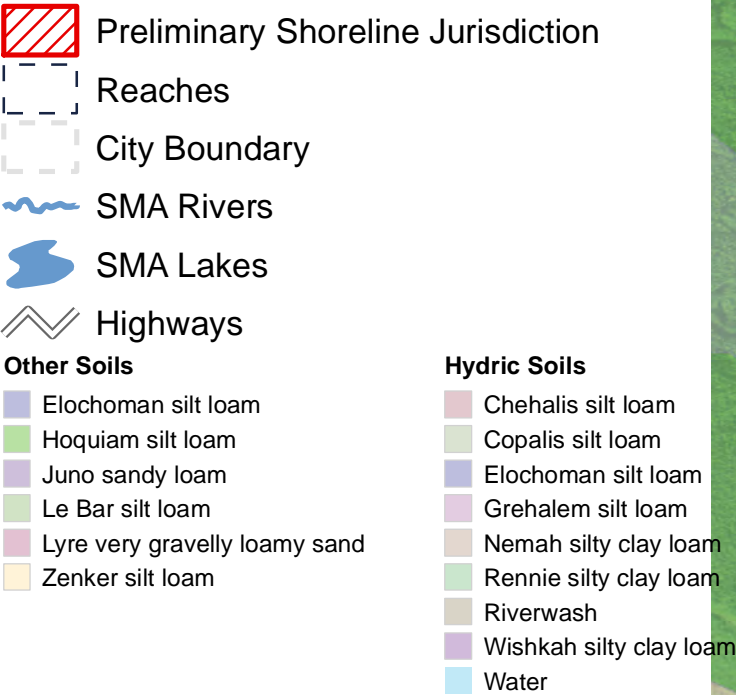 Preliminary Shoreline Jurisdiction
Reaches
City Boundary
SMA Rivers
SMA Lakes
Highways
Other Soils
Elochoman silt loam
Hoquiam silt loam
Juno sandy loam
Le Bar silt loam
Lyre very gravelly loamy sand
Zenker silt loam
Hydric Soils
Chehalis silt loam
Copalis silt loam
Elochoman silt loam
Grehalem silt loam
Nemah silty clay loam
Rennie silty clay loam
Riverwash
Wishkah silty clay loam
Water